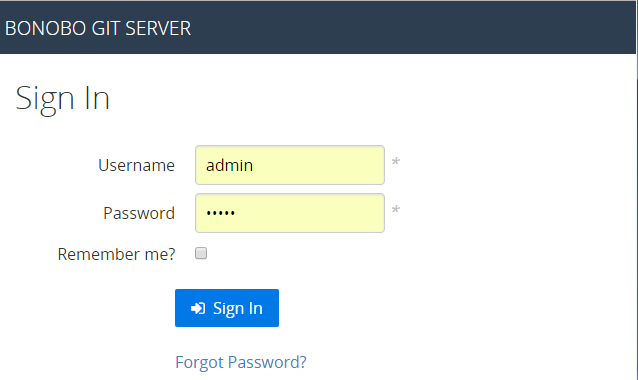 BONOBO GIT SERVER
Sign In
Username admin *
Password ••••• *
Remember me?
Sign In
Forgot Password?